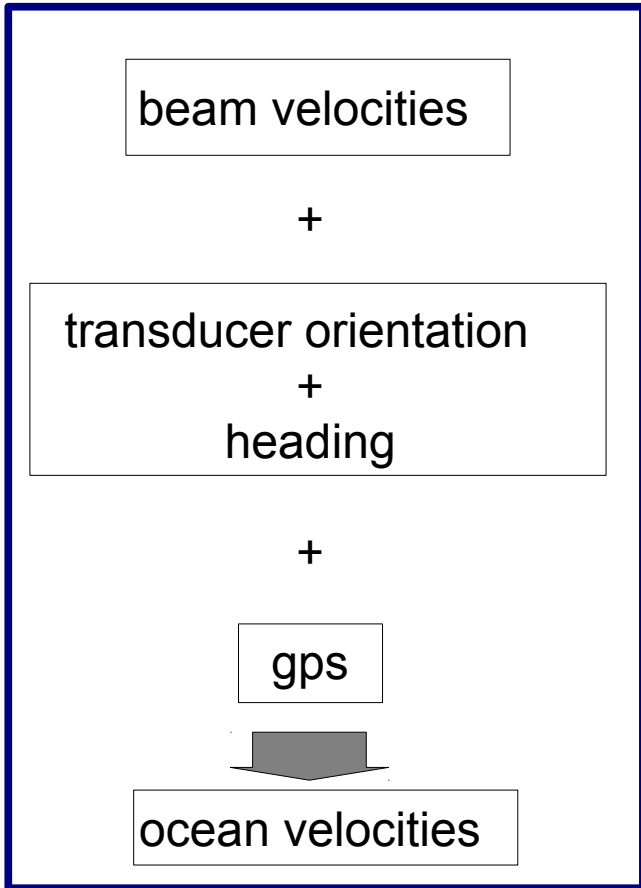 beam velocities
+
transducer orientation
+
heading
+
gps
ocean velocities